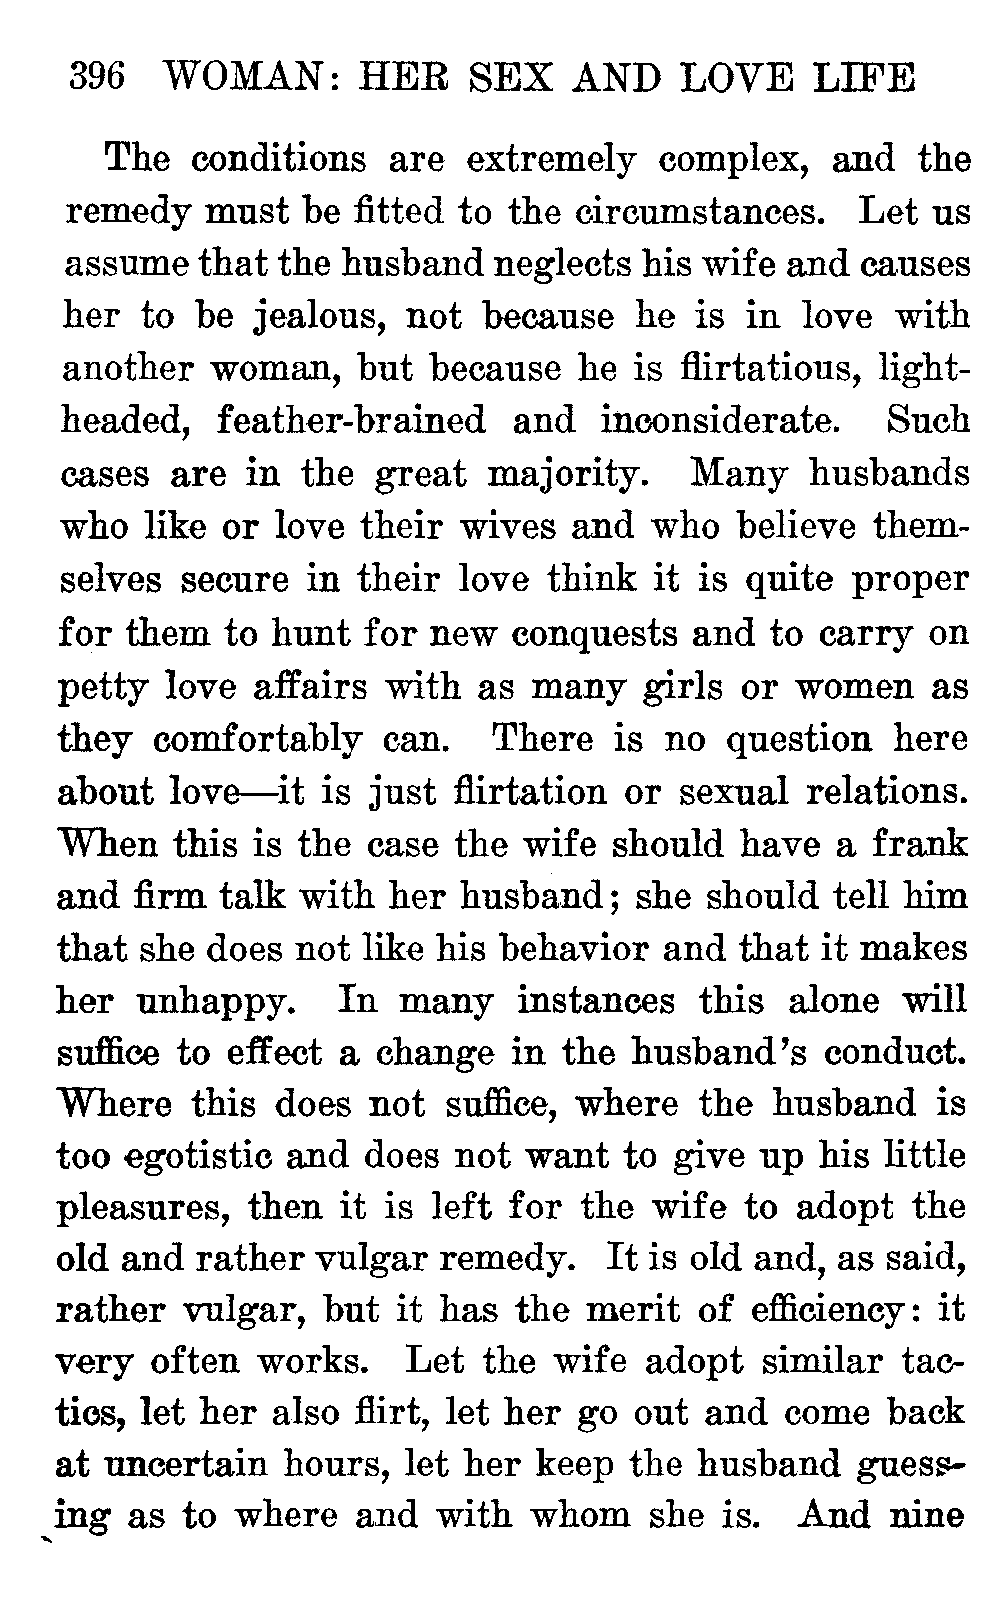 396 WOMAN: HER SEX AND LOVE LIFE
The conditions are extremely complex, and the
remedy must be fitted to the circumstances. Let us
assume that the husband neglects his wife and causes
her to be jealous, not because he is in love with
another woman, but because he is flirtatious, light-
headed, feather-brained and inconsiderate. Such
cases are in the great majority. Many husbands
who like or love their wives and who believe them-
selves secure in their love think it is quite proper
for them to hunt for new conquests and to carry on
petty love affairs with as many girls or women as
they comfortably can. There is no question here
about love—it is just flirtation or sexual relations.
When this is the case the wife should have a frank
and firm talk with her husband; she should tell him
that she does not like his behavior and that it makes
her unhappy. In many instances this alone will
suffice to effect a change in the husband's conduct.
Where this does not suffice, where the husband is
too egotistic and does not want to give up his little
pleasures, then it is left for the wife to adopt the
old and rather vulgar remedy. It is old and, as said,
rather vulgar, but it has the merit of efficiency: it
very often works. Let the wife adopt similar tac-
tics, let her also flirt, let her go out and come back
at uncertain hours, let her keep the husband guess-
ing as to where and with whom she is. And nine